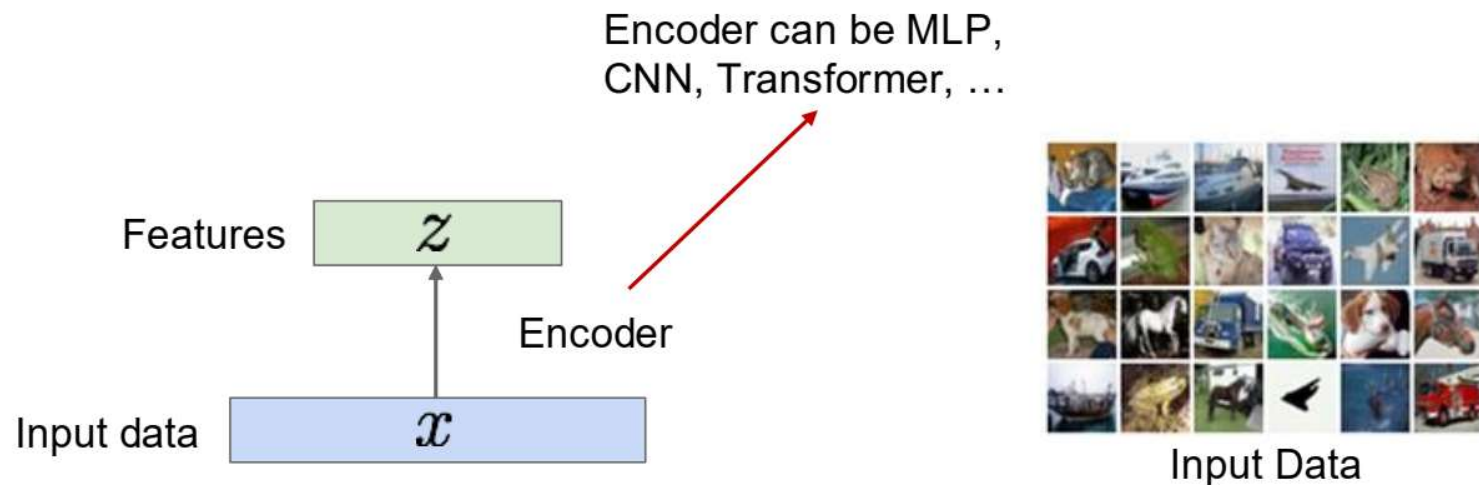 Encoder can be MLP,
CNN, Transformer, …
Features
z
Encoder
Input data
x
Input Data